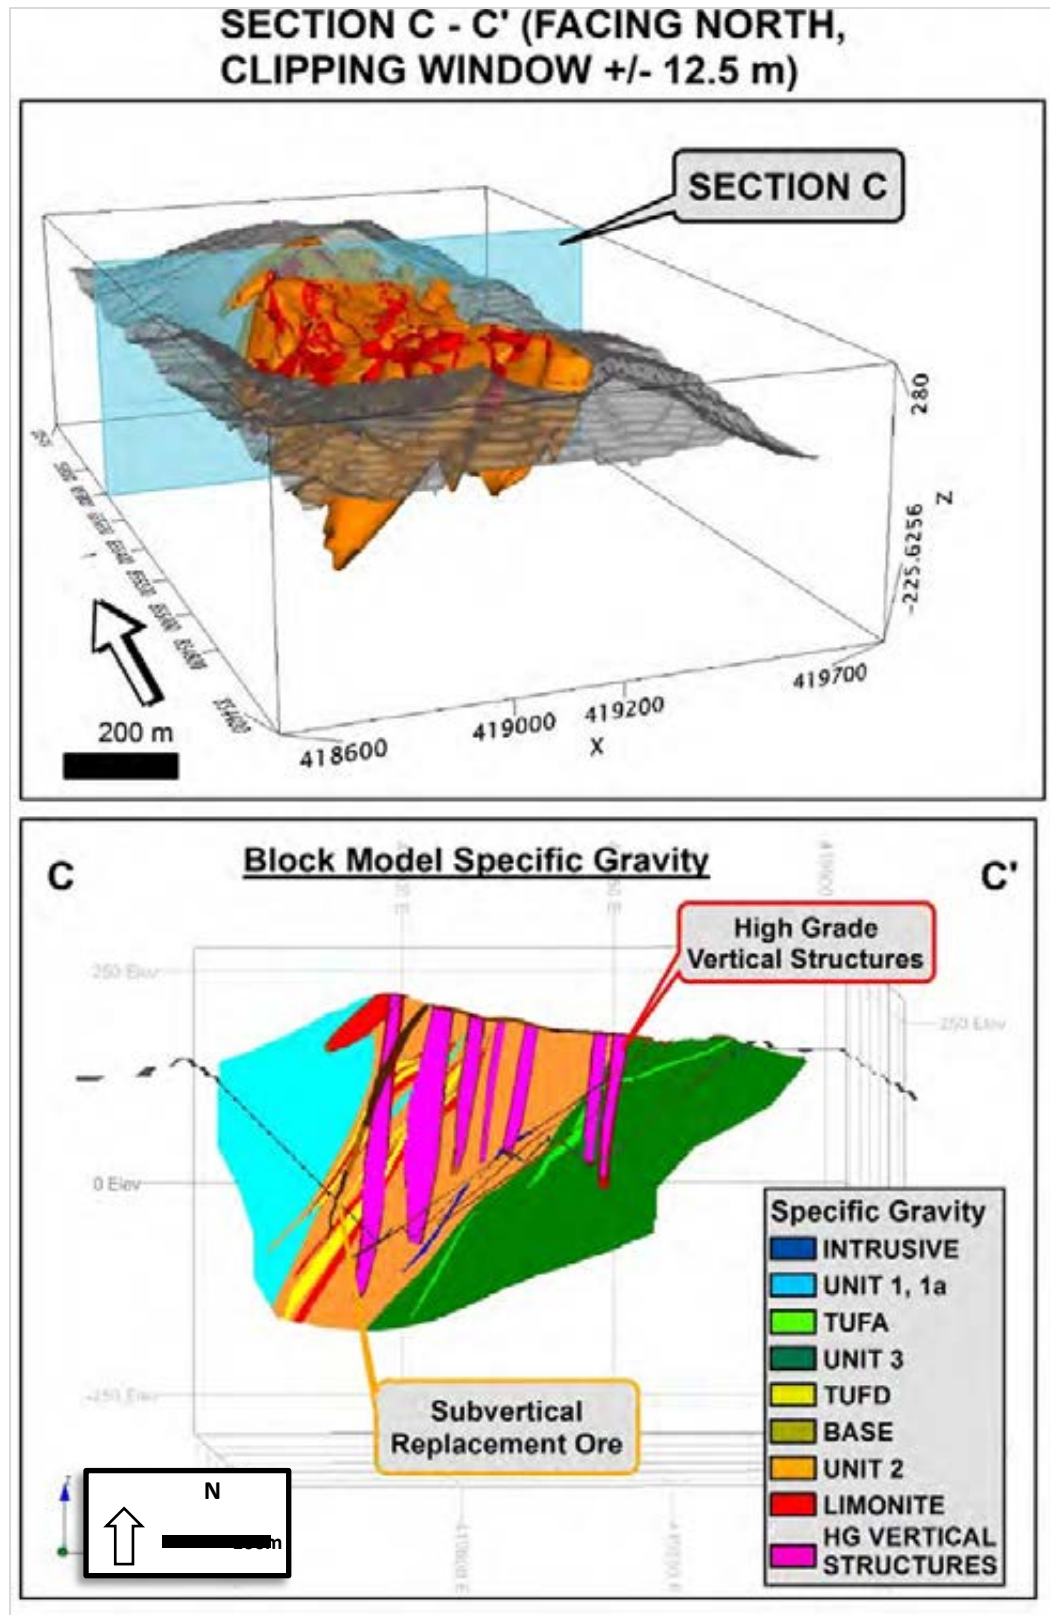 SECTION C - C' (FACING NORTH,
CLIPPING WINDOW +/- 12.5 m)
SECTION C
280
Z
-225.6256
419700
419200
419000
X
418600
200 m
C
Block Model Specific Gravity
C'
High Grade
Vertical Structures
250 Elev
250 Elev
0 Elev
Subvertical
Replacement Ore
Specific Gravity
INTRUSIVE
UNIT 1, 1a
TUFA
UNIT 3
TUFD
BASE
UNIT 2
LIMONITE
HG VERTICAL
STRUCTURES
N